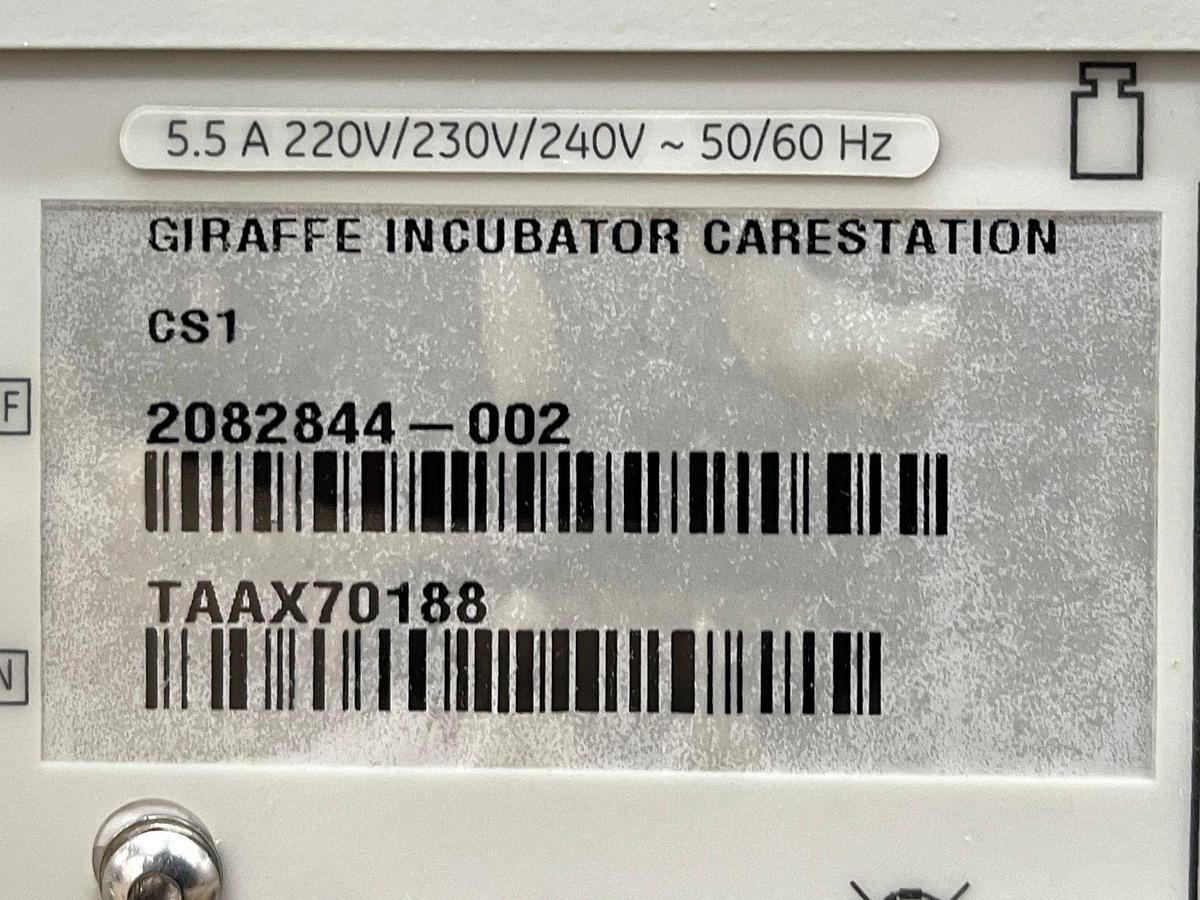 5.5 A 220V/230V/240V ~ 50/60 Hz
GIRAFFE INCUBATOR CARESTATION
CS1
F
2082844-002
TAAX70188
N